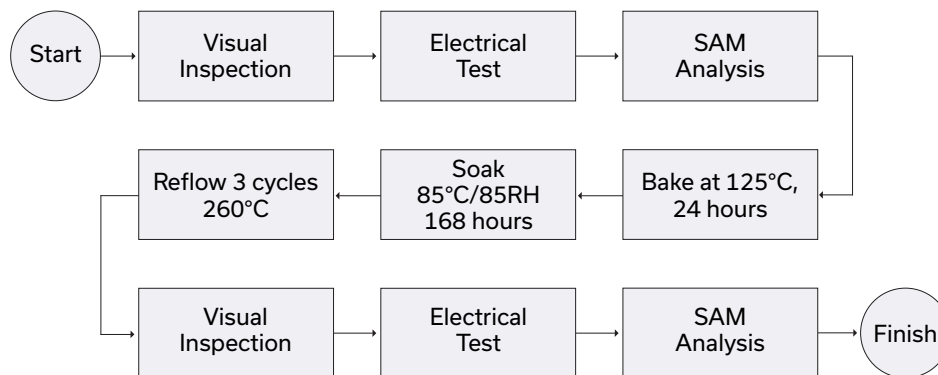 Start
Visual
Inspection
Electrical
Test
SAM
Analysis
Bake at 125°C,
24 hours
Soak
85°C/85RH
168 hours
Reflow 3 cycles
260°C
Visual
Inspection
Electrical
Test
SAM
Analysis
Finish